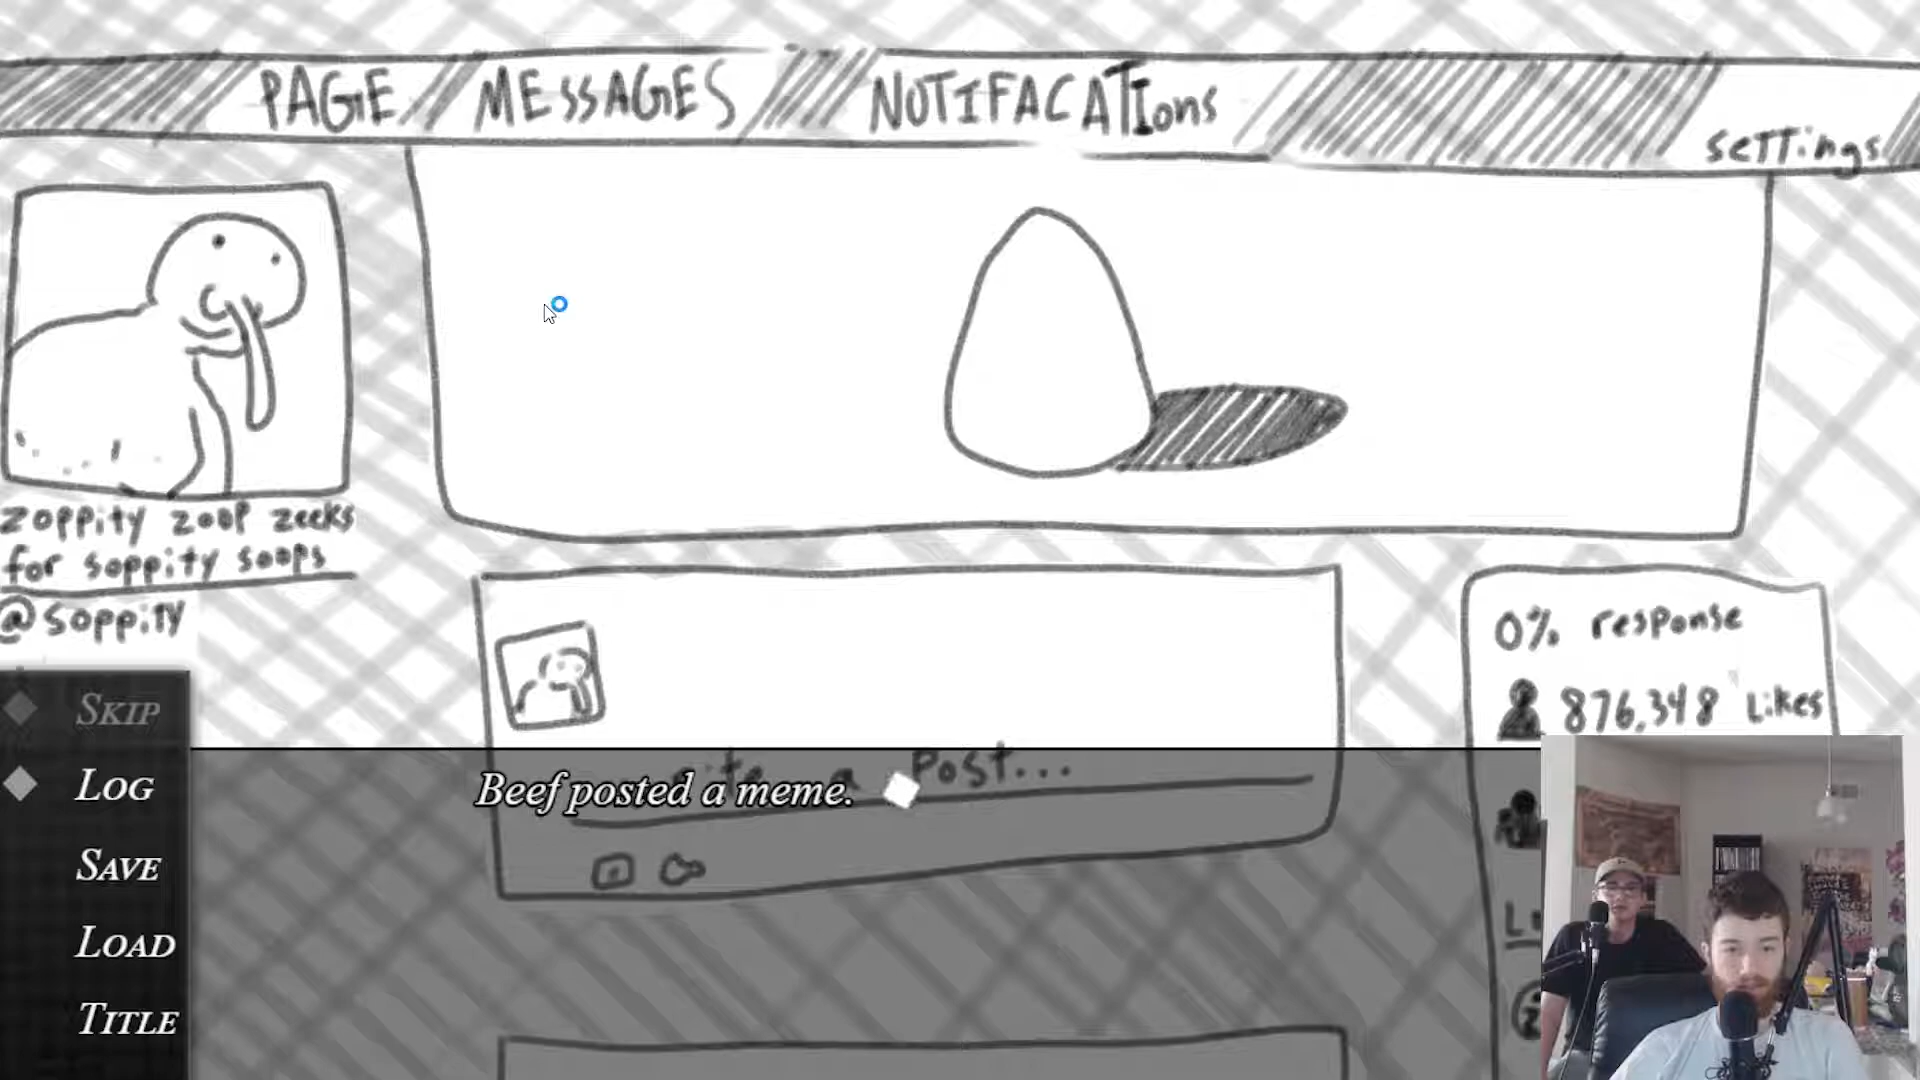 PAGE MESSAGES NOTIFACATIons settings
zoppity zoop zeeks
for soppity soops
@soppity
0% response
876,348 Likes
write a post...
Beef posted a meme.
SKIP
LOG
SAVE
LOAD
TITLE